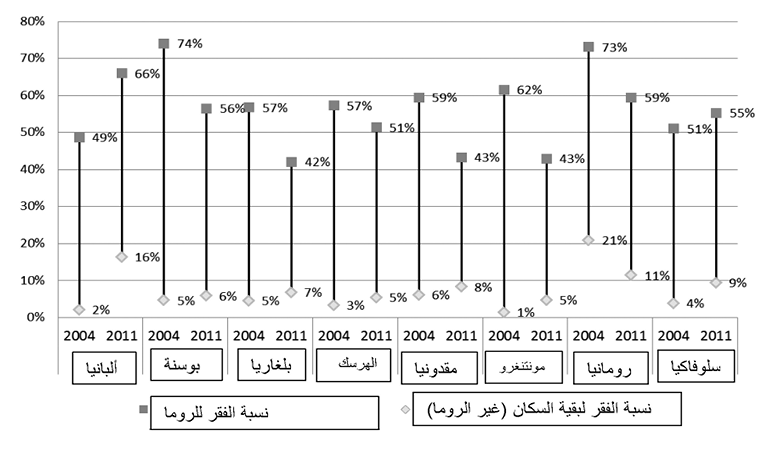 80%
70%
60%
50%
40%
30%
20%
10%
0%
49% 66% 74% 56% 57% 42% 57% 51% 59% 43% 62% 43% 73% 59% 51% 55%
2% 16% 5% 6% 5% 7% 3% 5% 6% 8% 1% 5% 21% 11% 4% 9%
2004 2011 2004 2011 2004 2011 2004 2011 2004 2011 2004 2011 2004 2011 2004 2011
ألبانيا بوسنة بلغاريا الهرسك مقدونيا مونتنغرو رومانيا سلوفاكيا
نسبة الفقر للروما
نسبة الفقر لبقية السكان (غير الروما)